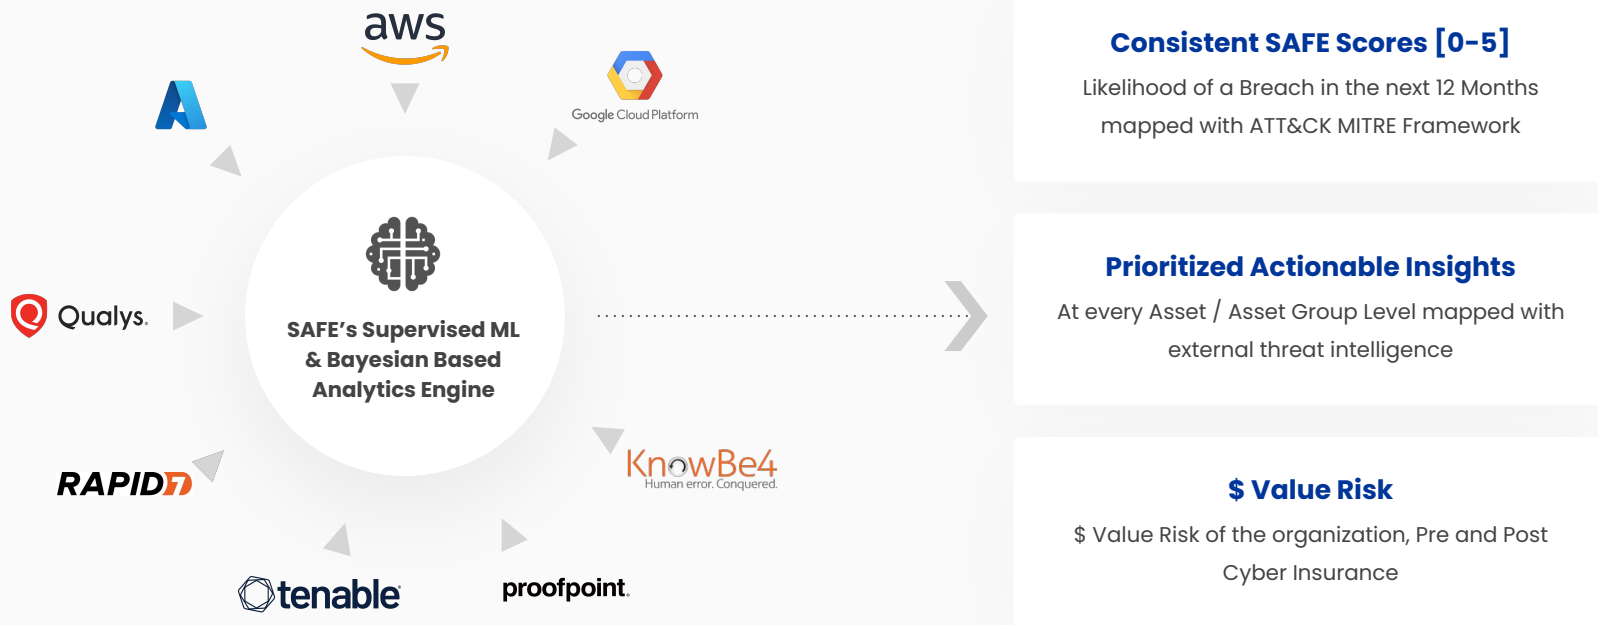 aws
Google Cloud Platform
Qualys.
SAFE's Supervised ML
& Bayesian Based
Analytics Engine
RAPID7
KnowBe4
Human error. Conquered.
tenable
proofpoint.
Consistent SAFE Scores [0-5]
Likelihood of a Breach in the next 12 Months
mapped with ATT&CK MITRE Framework
Prioritized Actionable Insights
At every Asset / Asset Group Level mapped with
external threat intelligence
$ Value Risk
$ Value Risk of the organization, Pre and Post
Cyber Insurance